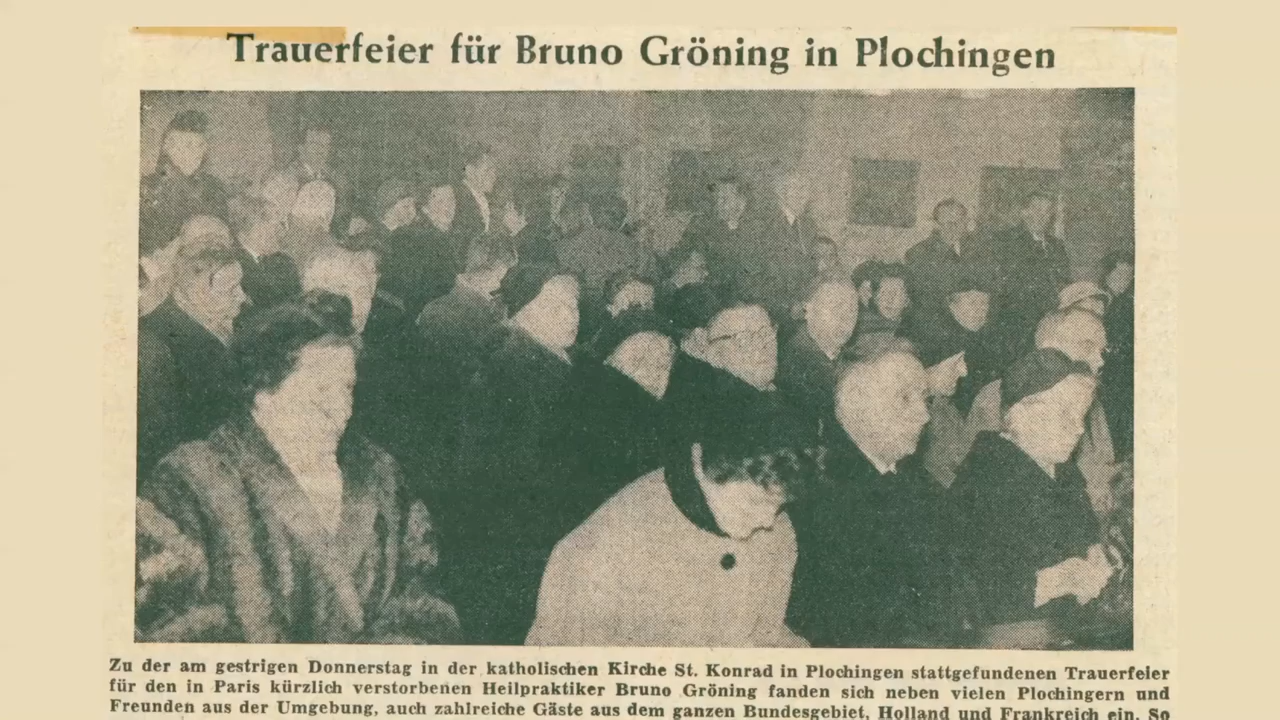 Trauerfeier für Bruno Gröning in Plochingen
Zu der am gestrigen Donnerstag in der katholischen Kirche St. Konrad in Plochingen stattgefundenen Trauerfeier
für den in Paris kürzlich verstorbenen Heilpraktiker Bruno Gröning fanden sich neben vielen Plochingern und
Freunden aus der Umgebung, auch zahlreiche Gäste aus dem ganzen Bundesgebiet, Holland und Frankreich ein. So